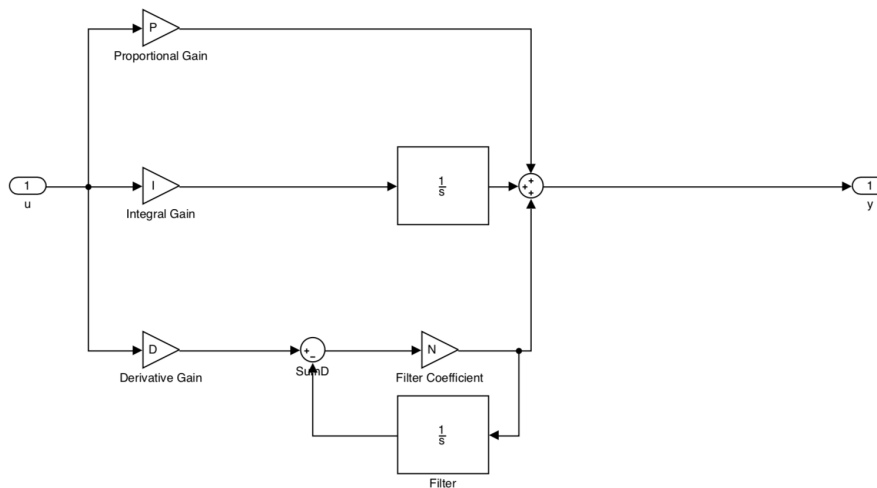 P
Proportional Gain
1
u
I
Integral Gain
1
s
+
+
+
1
y
D
Derivative Gain
+
−
SumD
N
Filter Coefficient
1
s
Filter